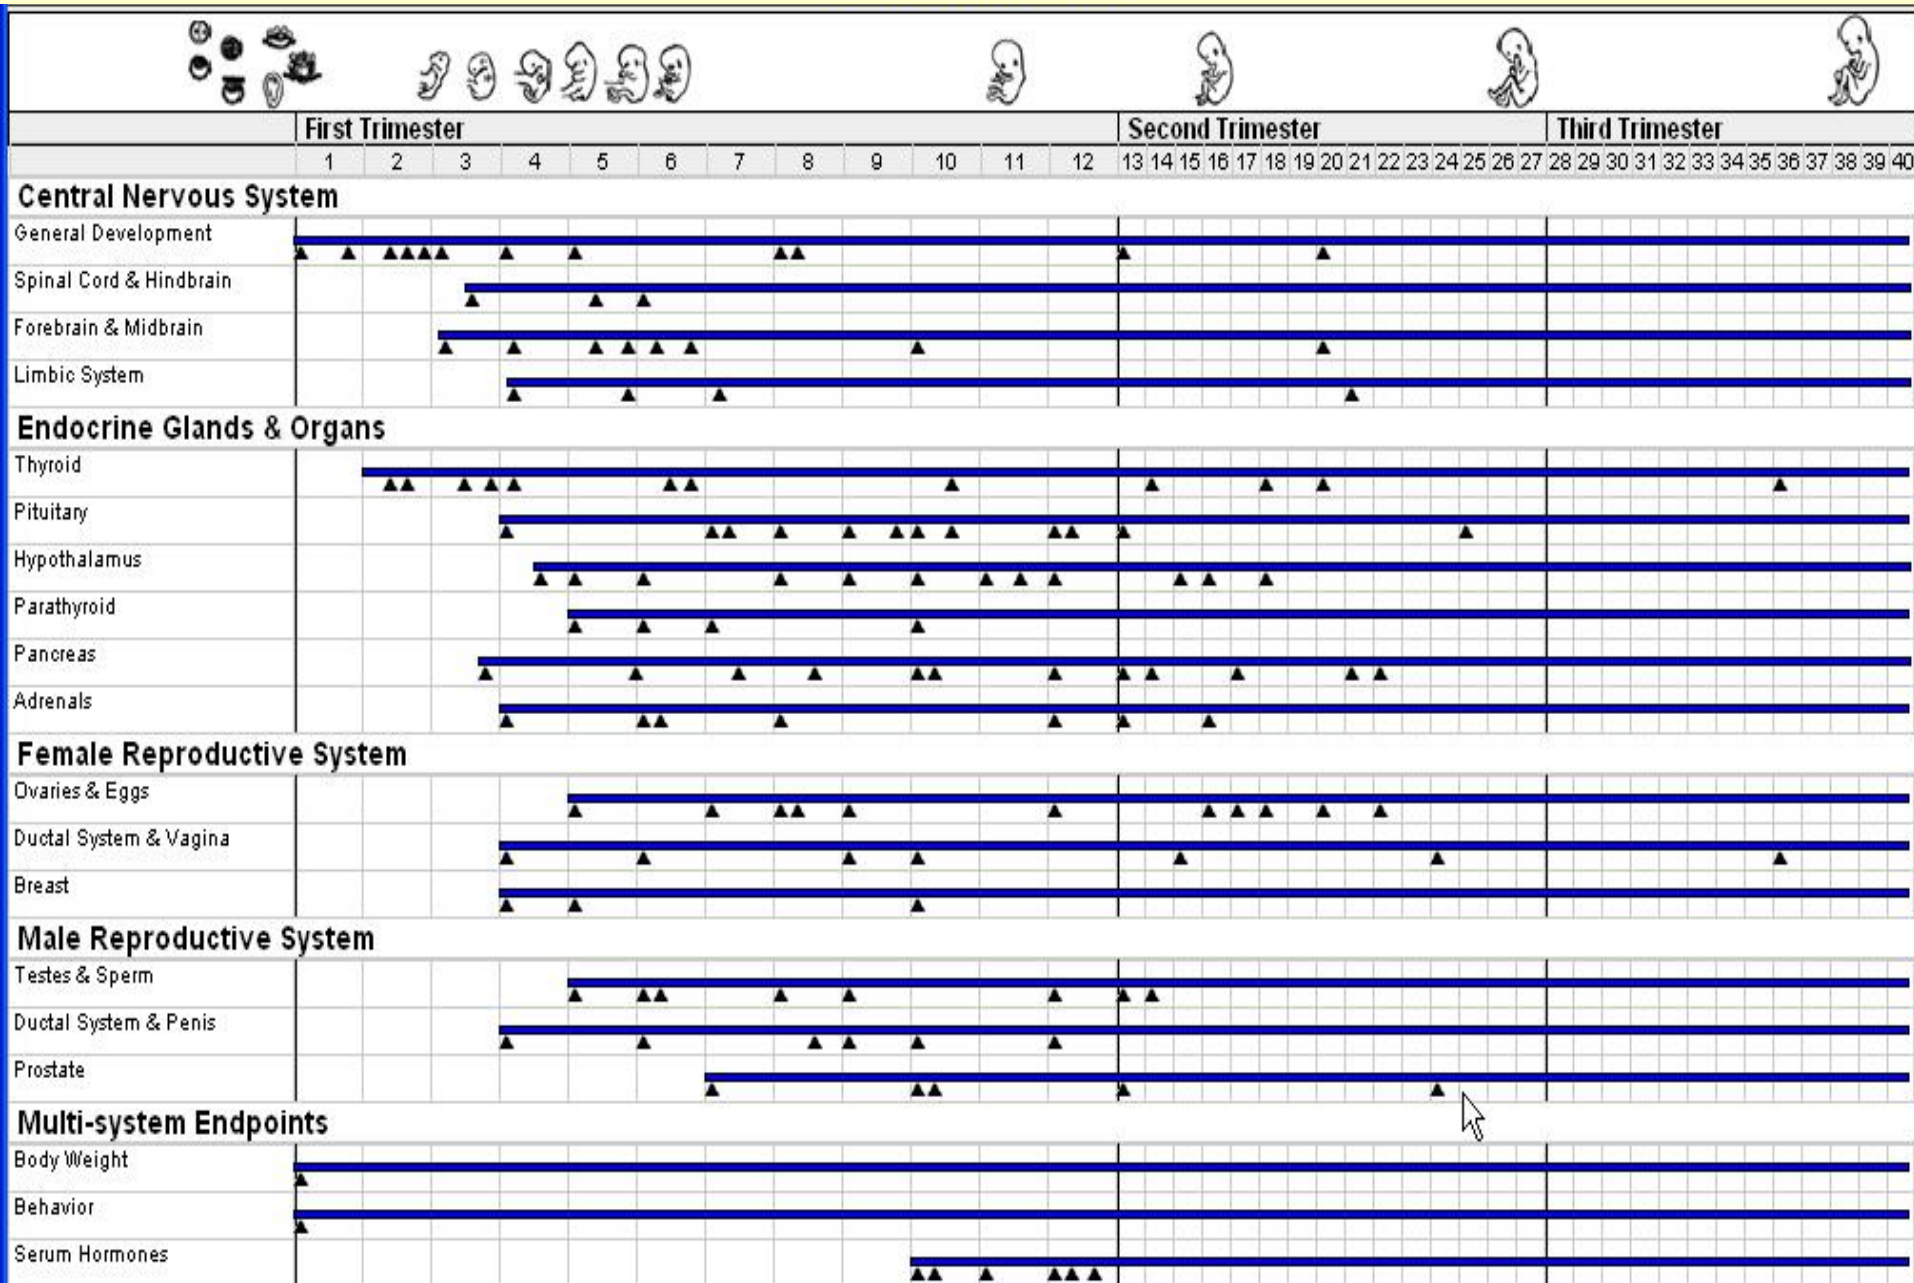 First Trimester Second Trimester Third Trimester
1 2 3 4 5 6 7 8 9 10 11 12 13 14 15 16 17 18 19 20 21 22 23 24 25 26 27 28 29 30 31 32 33 34 35 36 37 38 39 40
Central Nervous System
General Development
Spinal Cord & Hindbrain
Forebrain & Midbrain
Limbic System
Endocrine Glands & Organs
Thyroid
Pituitary
Hypothalamus
Parathyroid
Pancreas
Adrenals
Female Reproductive System
Ovaries & Eggs
Ductal System & Vagina
Breast
Male Reproductive System
Testes & Sperm
Ductal System & Penis
Prostate
Multi-system Endpoints
Body Weight
Behavior
Serum Hormones